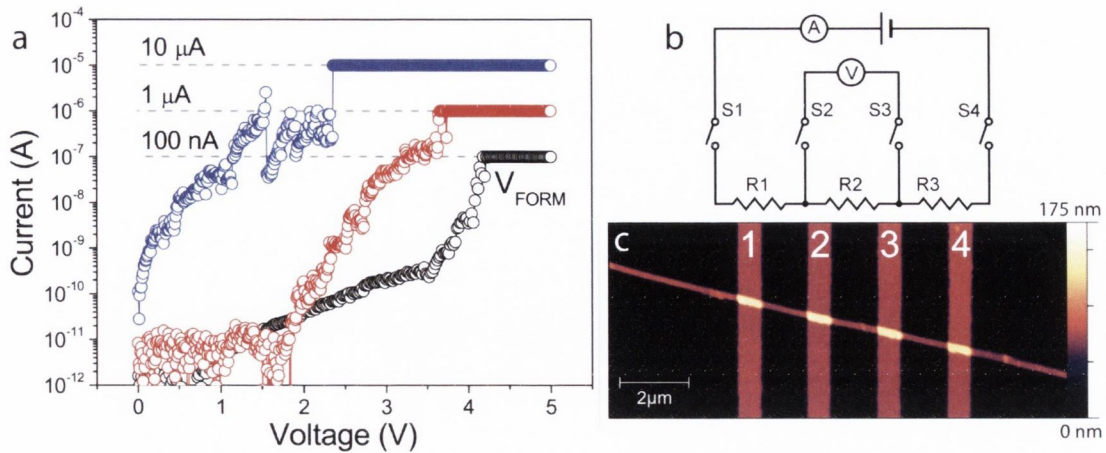 a
10⁻⁴
10⁻⁵
10⁻⁶
10⁻⁷
10⁻⁸
10⁻⁹
10⁻¹⁰
10⁻¹¹
10⁻¹²
Current (A)
10 µA
1 µA
100 nA
V_FORM
0 1 2 3 4 5
Voltage (V)
b
A
V
S1 S2 S3 S4
R1 R2 R3
175 nm
c 1 2 3 4
2µm
0 nm